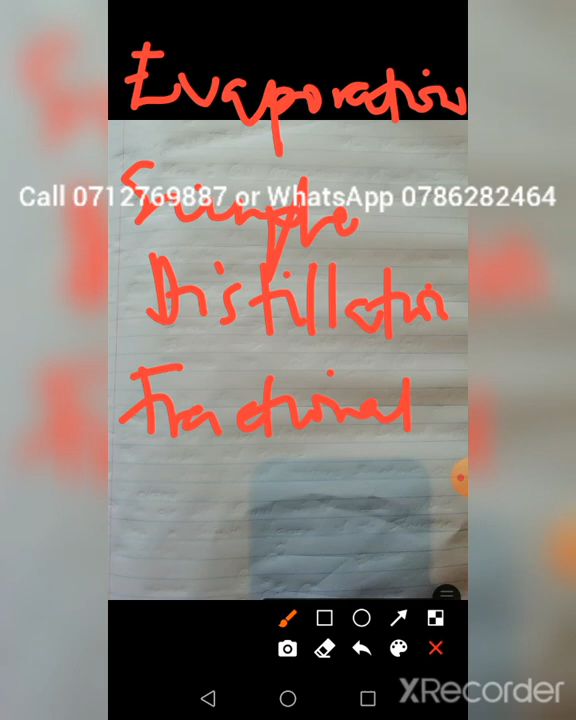 Evaporation
Call 0712769887 or WhatsApp 0786282464
Simple
Distillation
Fractional
XRecorder